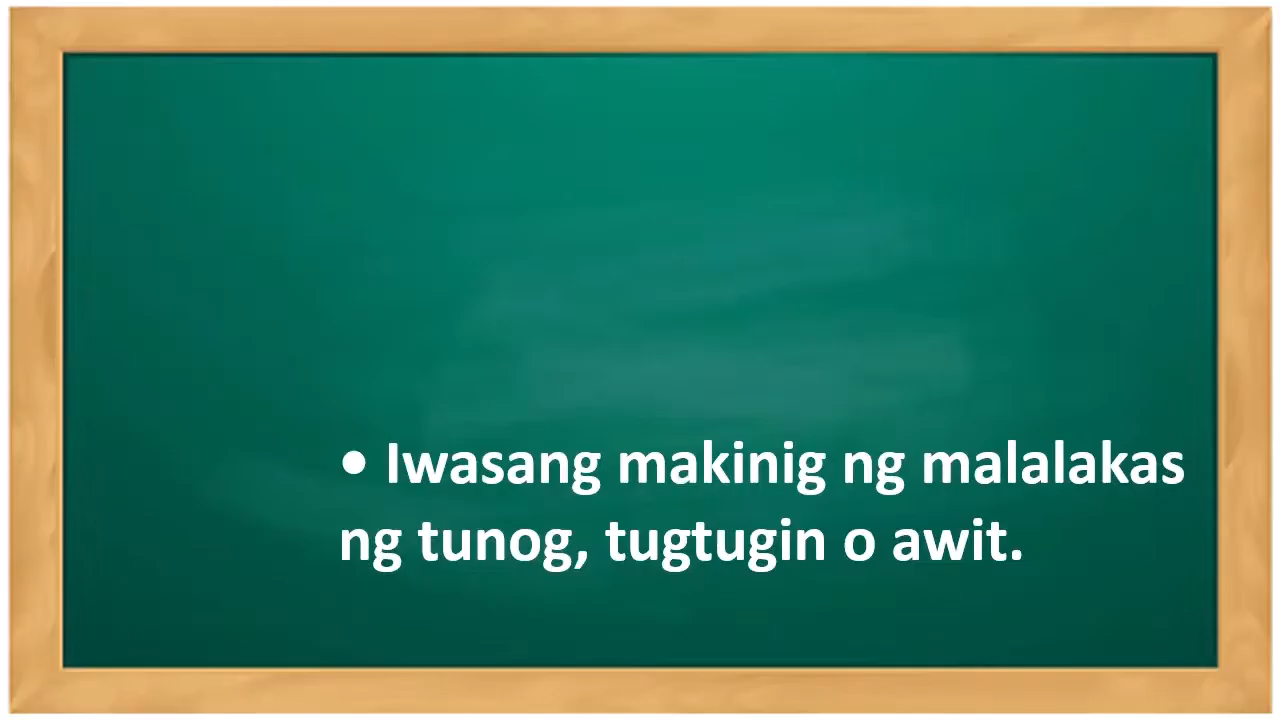 • Iwasang makinig ng malalakas
ng tunog, tugtugin o awit.